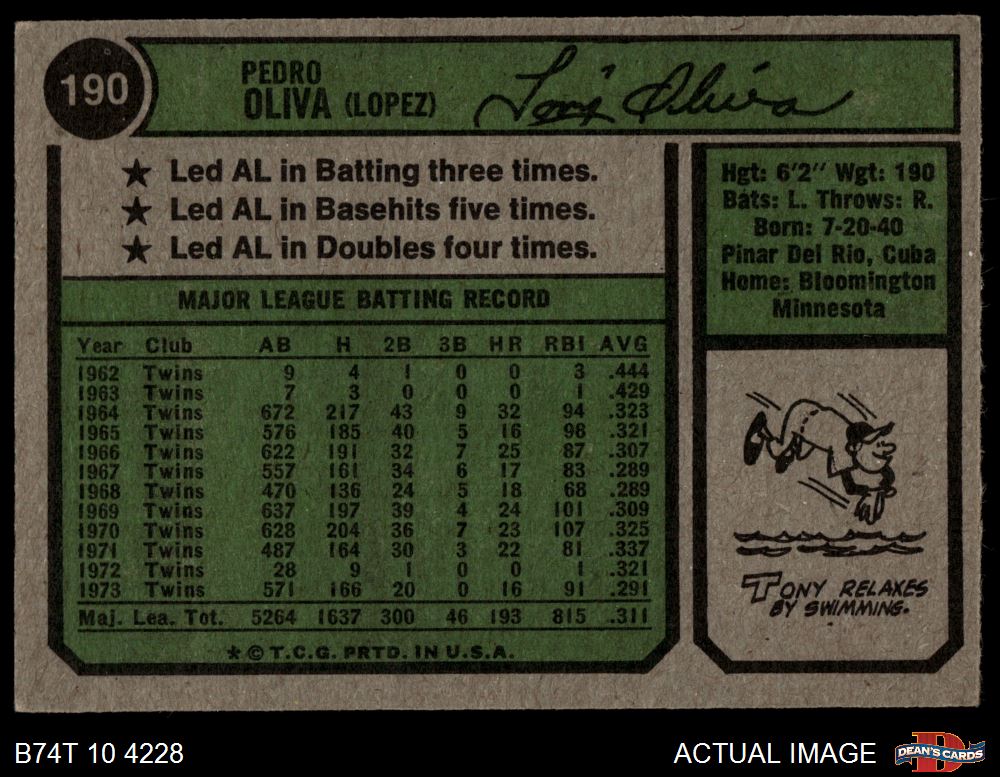 190
PEDRO
OLIVA (LOPEZ)
Toni Oliva
★ Led AL in Batting three times.
★ Led AL in Basehits five times.
★ Led AL in Doubles four times.
MAJOR LEAGUE BATTING RECORD
Year Club AB H 2B 3B HR RBI AVG
1962 Twins 9 4 1 0 0 3 .444
1963 Twins 7 3 0 0 0 1 .429
1964 Twins 672 217 43 9 32 94 .323
1965 Twins 576 185 40 5 16 98 .321
1966 Twins 622 191 32 7 25 87 .307
1967 Twins 557 161 34 6 17 83 .289
1968 Twins 470 136 24 5 18 68 .289
1969 Twins 637 197 39 4 24 101 .309
1970 Twins 628 204 36 7 23 107 .325
1971 Twins 487 164 30 3 22 81 .337
1972 Twins 28 9 1 0 0 1 .321
1973 Twins 571 166 20 0 16 91 .291
Maj. Lea. Tot. 5264 1637 300 46 193 815 .311
* © T.C.G. PRTD. IN U.S.A.
Hgt: 6'2" Wgt: 190
Bats: L. Throws: R.
Born: 7-20-40
Pinar Del Rio, Cuba
Home: Bloomington
Minnesota
TONY RELAXES
BY SWIMMING.
B74T 10 4228
ACTUAL IMAGE
DEAN'S CARDS